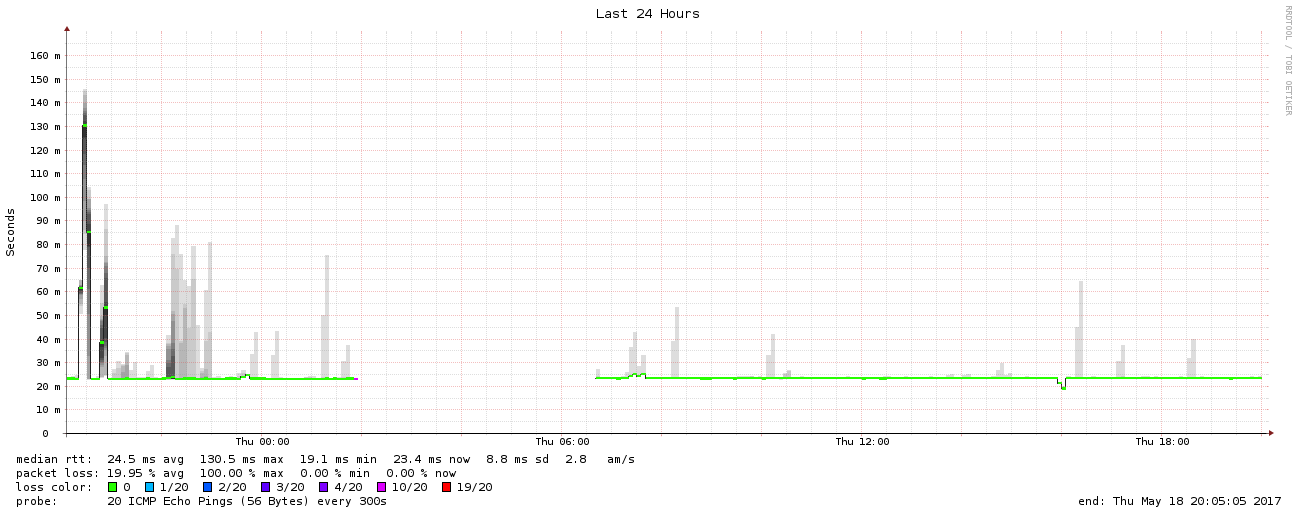 Last 24 Hours
RRDTOOL / TOBI OETIKER
Seconds
160 m
150 m
140 m
130 m
120 m
110 m
100 m
90 m
80 m
70 m
60 m
50 m
40 m
30 m
20 m
10 m
0
Thu 00:00 Thu 06:00 Thu 12:00 Thu 18:00
median rtt: 24.5 ms avg 130.5 ms max 19.1 ms min 23.4 ms now 8.8 ms sd 2.8 am/s
packet loss: 19.95 % avg 100.00 % max 0.00 % min 0.00 % now
loss color: 0 1/20 2/20 3/20 4/20 10/20 19/20
probe: 20 ICMP Echo Pings (56 Bytes) every 300s end: Thu May 18 20:05:05 2017